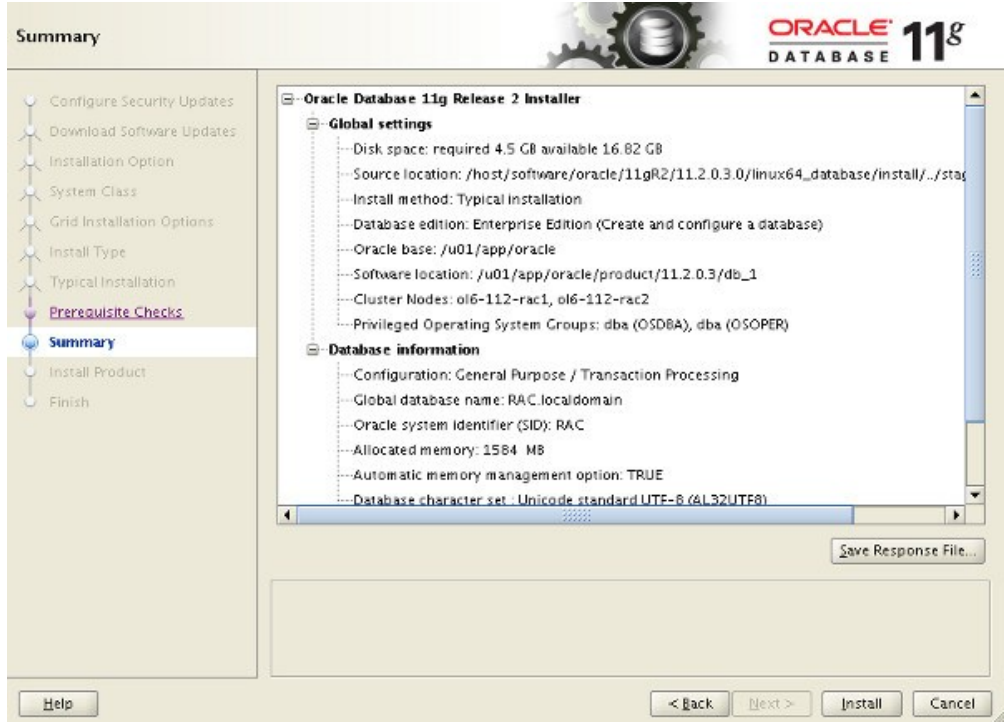 Summary
ORACLE
DATABASE
11g
Configure Security Updates
Download Software Updates
Installation Option
System Class
Grid Installation Options
Install Type
Typical Installation
Prerequisite Checks
Summary
Install Product
Finish
Oracle Database 11g Release 2 Installer
Global settings
Disk space: required 4.5 GB available 16.82 GB
Source location: /host/software/oracle/11gR2/11.2.0.3.0/linux64_database/install/../stag
Install method: Typical installation
Database edition: Enterprise Edition (Create and configure a database)
Oracle base: /u01/app/oracle
Software location: /u01/app/oracle/product/11.2.0.3/db_1
Cluster Nodes: ol6-112-rac1, ol6-112-rac2
Privileged Operating System Groups: dba (OSDBA), dba (OSOPER)
Database information
Configuration: General Purpose / Transaction Processing
Global database name: RAC.localdomain
Oracle system identifier (SID): RAC
Allocated memory: 1584 MB
Automatic memory management option: TRUE
Database character set : Unicode standard UTF-8 (AL32UTF8)
Save Response File...
Help
< Back
Next >
Install
Cancel